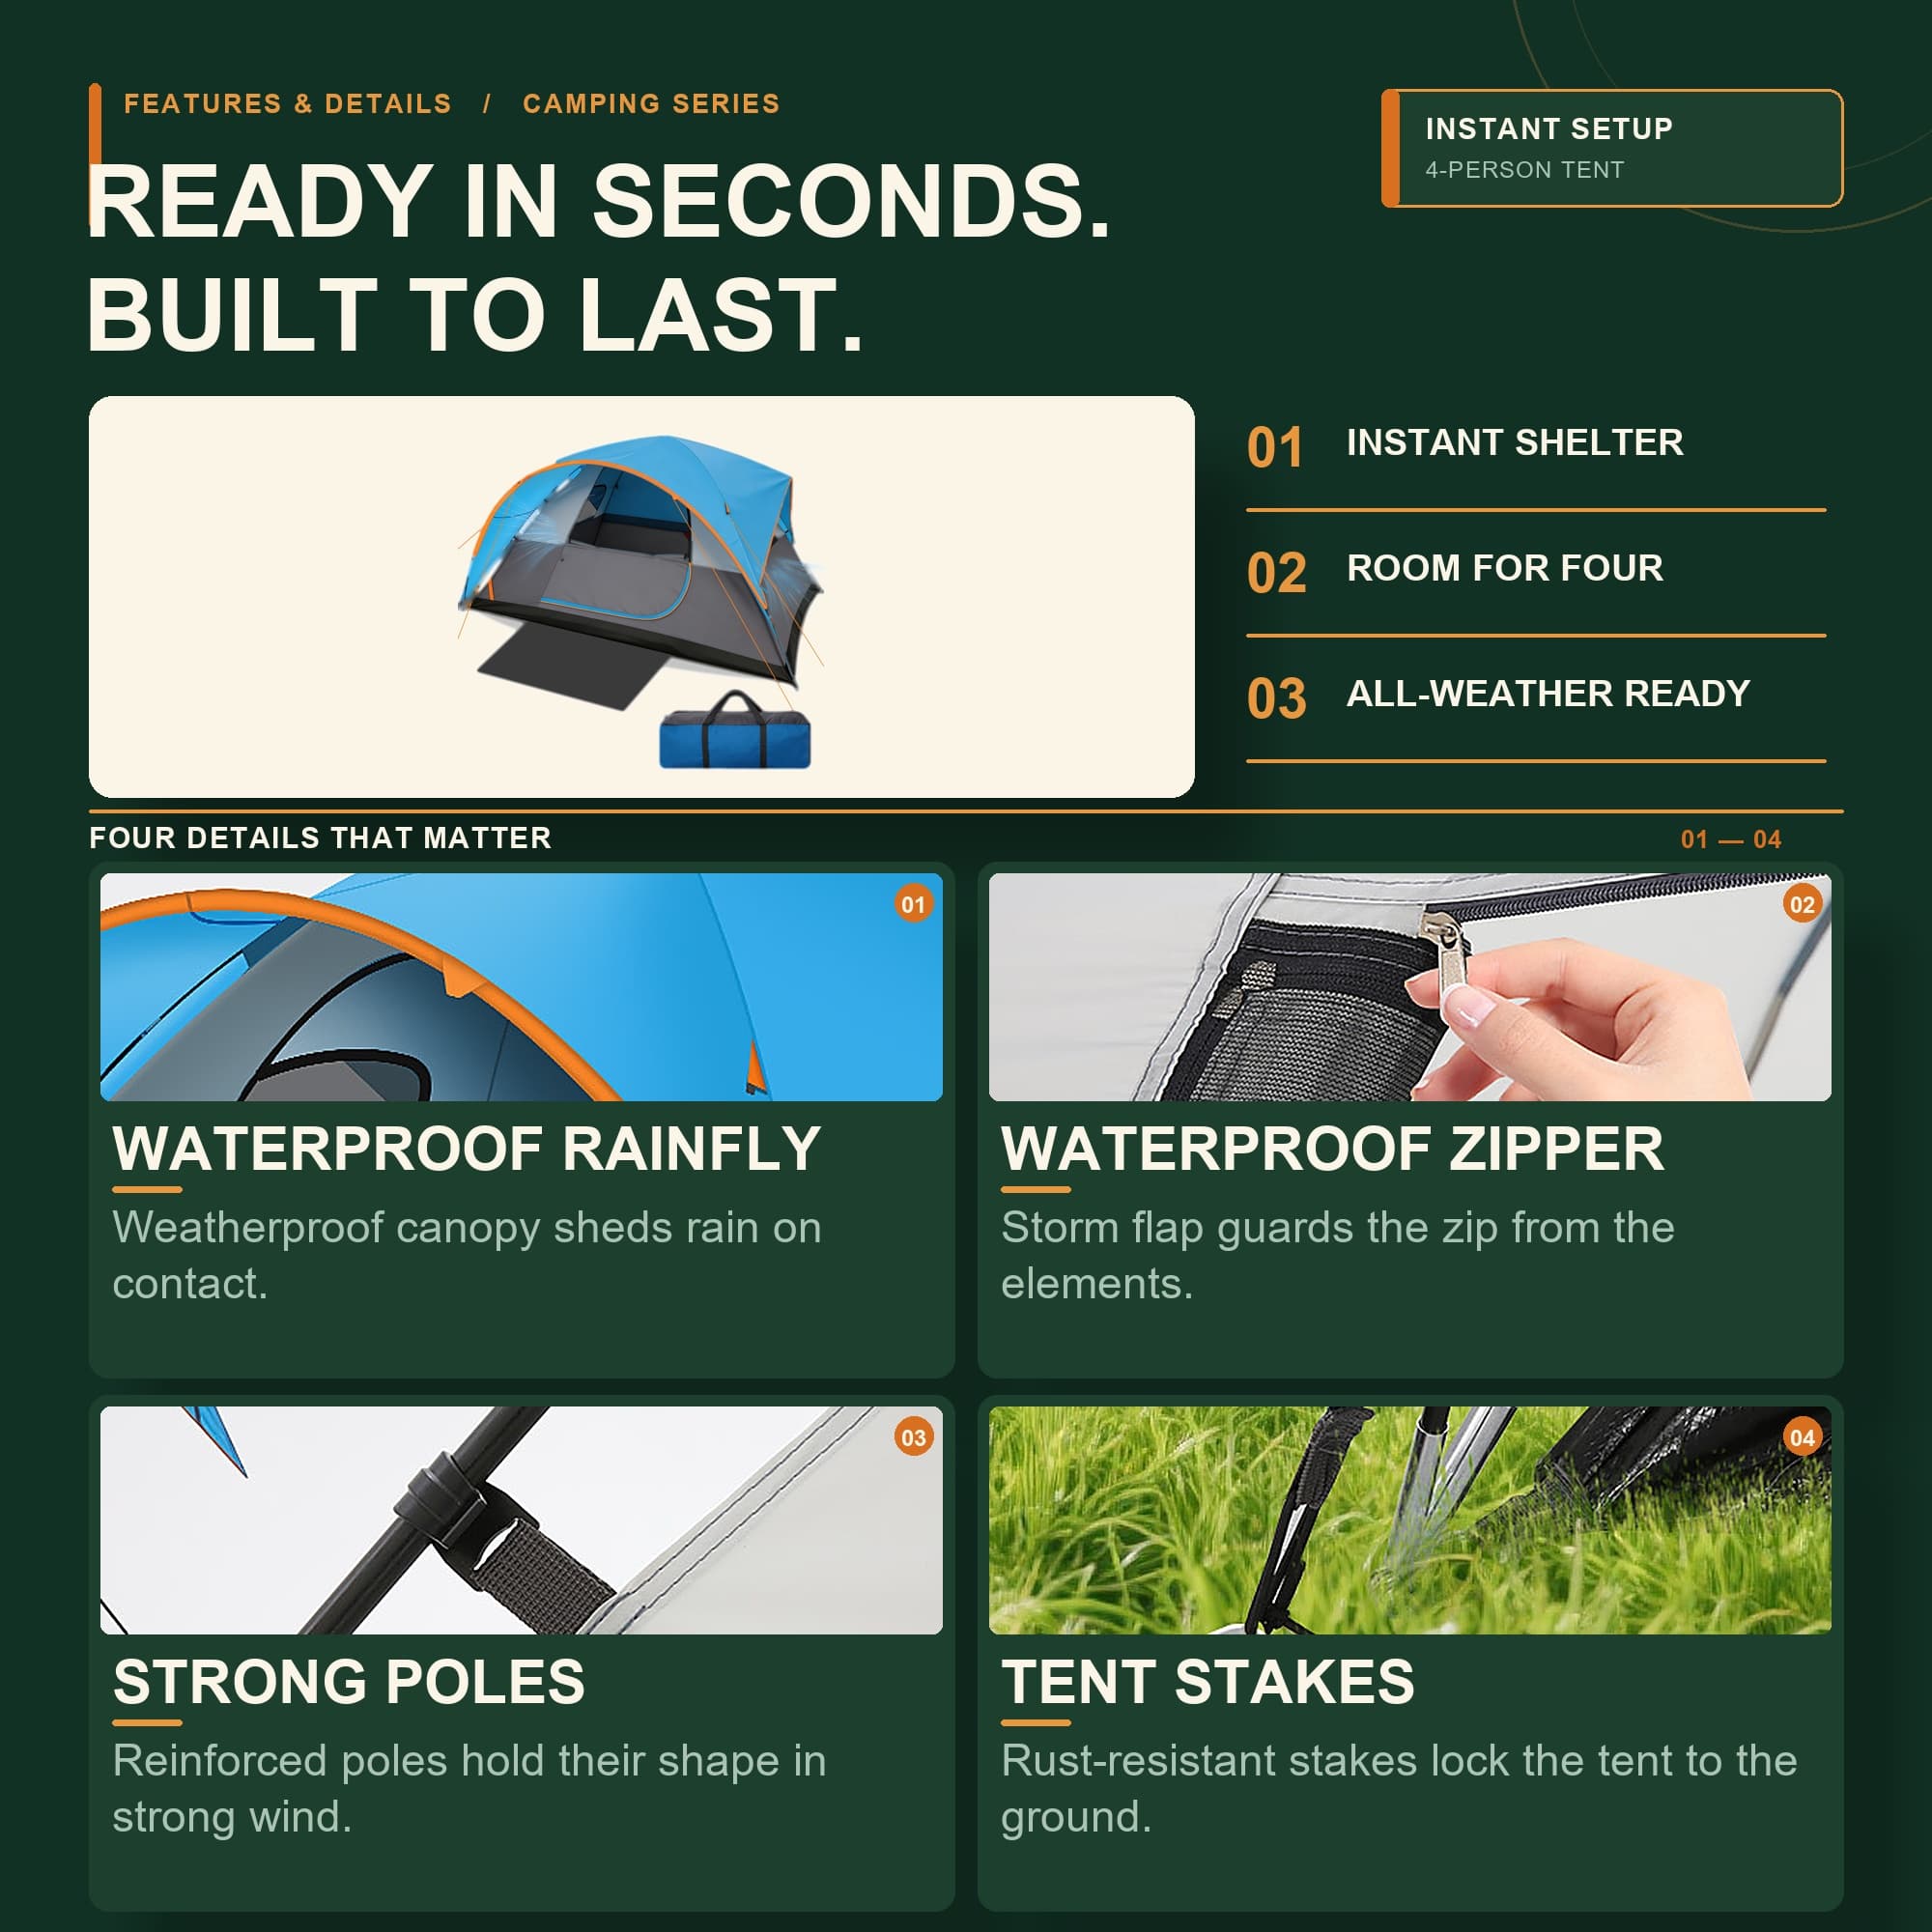 FEATURES & DETAILS / CAMPING SERIES
INSTANT SETUP
4-PERSON TENT
READY IN SECONDS.
BUILT TO LAST.
01 INSTANT SHELTER
02 ROOM FOR FOUR
03 ALL-WEATHER READY
FOUR DETAILS THAT MATTER
01 — 04
01
WATERPROOF RAINFLY
Weatherproof canopy sheds rain on
contact.
02
WATERPROOF ZIPPER
Storm flap guards the zip from the
elements.
03
STRONG POLES
Reinforced poles hold their shape in
strong wind.
04
TENT STAKES
Rust-resistant stakes lock the tent to the
ground.